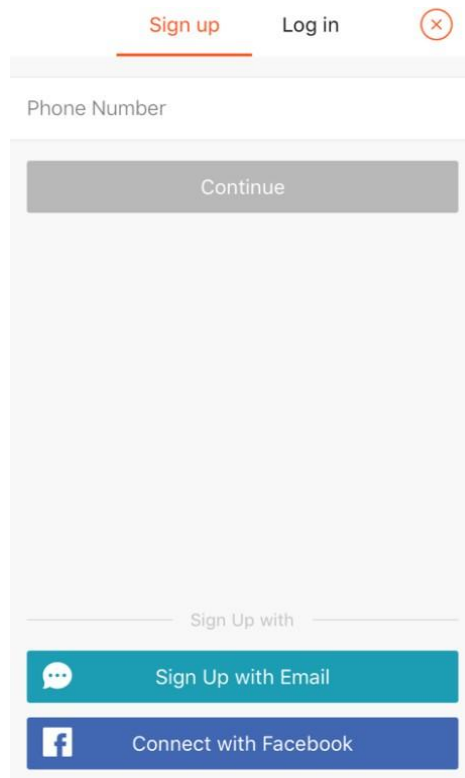 Sign up Log in
Phone Number
Continue
Sign Up with
Sign Up with Email
Connect with Facebook